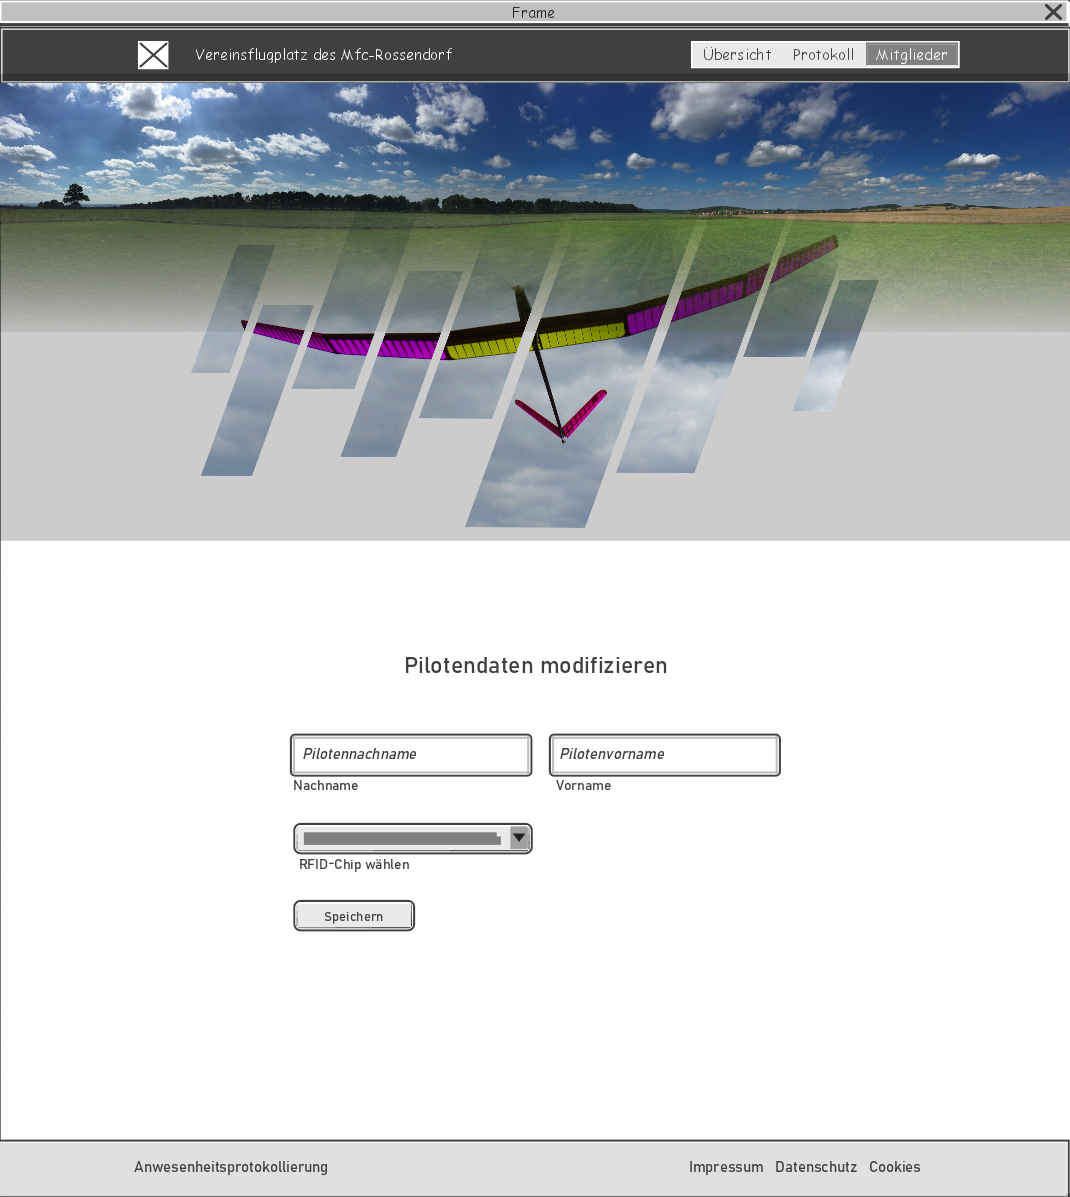 Frame
Vereinsflugplatz des Mfc-Rossendorf
Übersicht Protokoll Mitglieder
Pilotendaten modifizieren
Pilotennachname Pilotenvorname
Nachname Vorname
RFID-Chip wählen
Speichern
Anwesenheitsprotokollierung Impressum Datenschutz Cookies